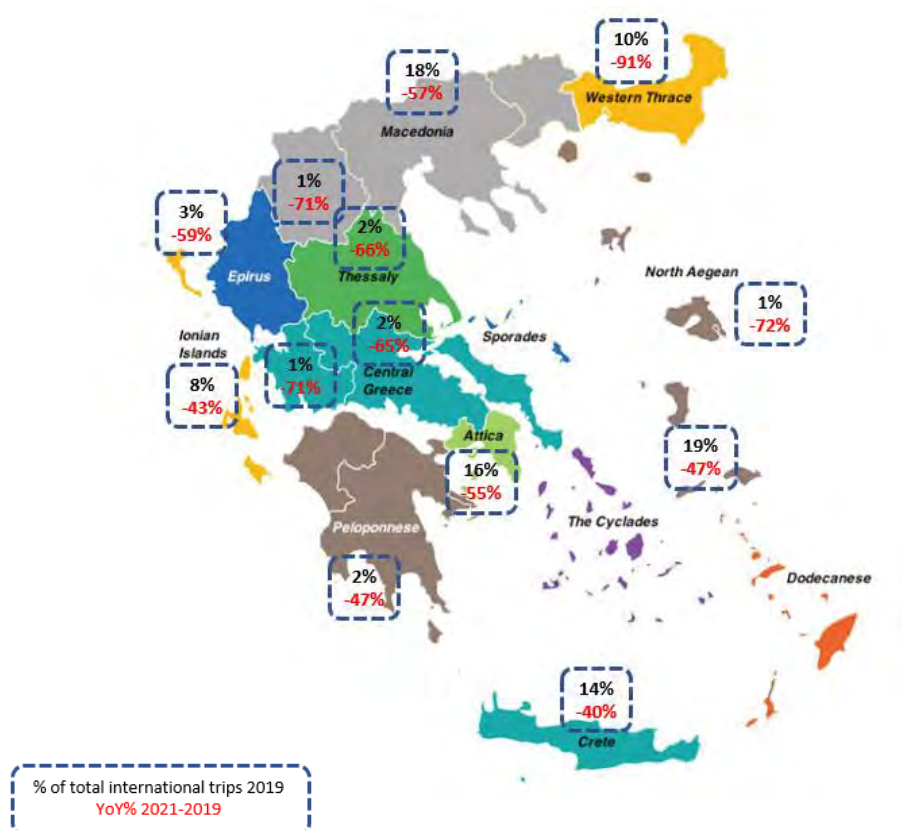 10%
-91%
Western Thrace
18%
-57%
Macedonia
1%
-71%
3%
-59%
Epirus
2%
-66%
Thessaly
North Aegean
1%
-72%
Ionian
Islands
8%
-43%
2%
-65%
Sporades
1%
-71%
Central
Greece
Attica
16%
-55%
19%
-47%
Peloponnese
The Cyclades
2%
-47%
Dodecanese
14%
-40%
Crete
% of total international trips 2019
YoY% 2021-2019